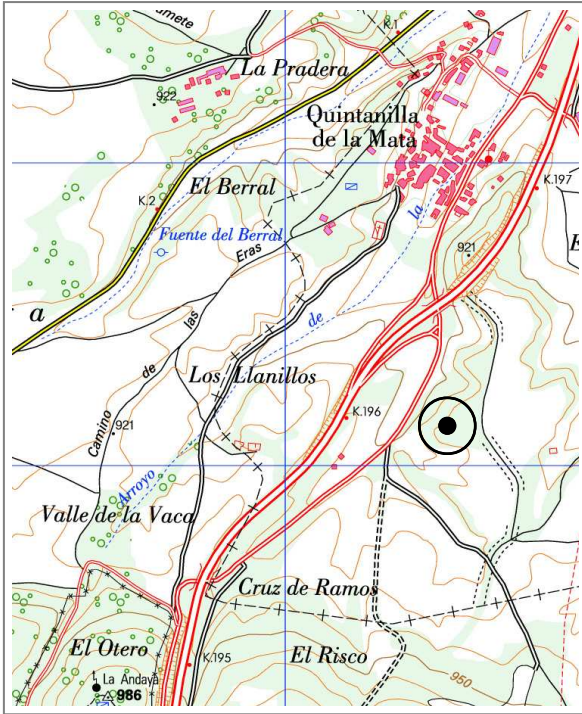 umete
K.1
La Pradera
922
Quintanilla
de la Mata
El Berral
K.2
K.197
Fuente del Berral
la
Eras
921
E
a
de
las
Los Llanillos
de
K.196
921
Camino
Arroyo
Valle de la Vaca
Cruz de Ramos
El Otero
El Risco
K.195
La Andaya
986
950